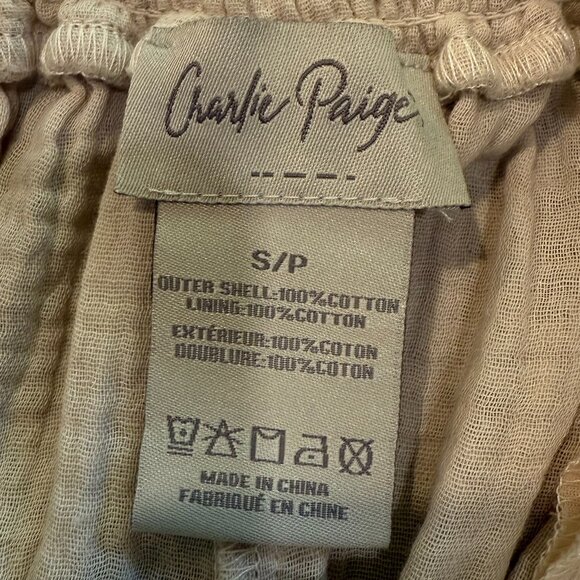 Charlie Paige
S/P
OUTER SHELL:100%COTTON
LINING:100%COTTON
EXTÉRIEUR:100%COTON
DOUBLURE:100%COTON
MADE IN CHINA
FABRIQUÉ EN CHINE